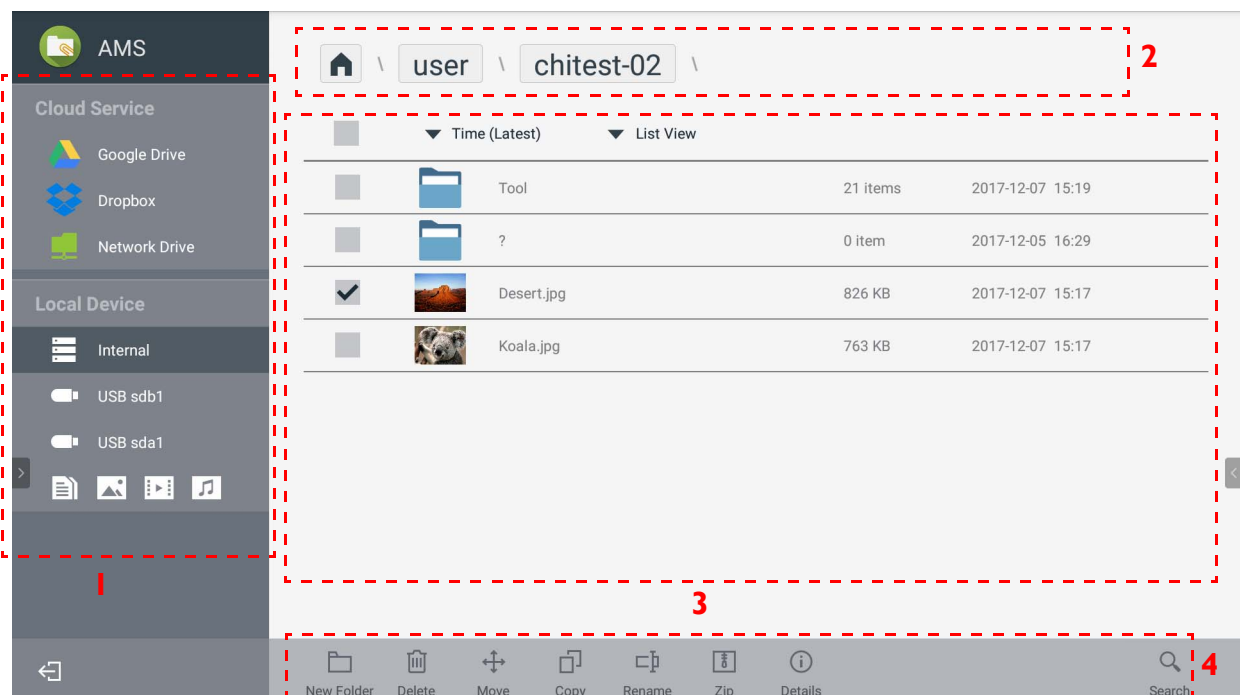 AMS
Cloud Service
Google Drive
Dropbox
Network Drive
Local Device
Internal
USB sdb1
USB sda1
1
\ user \ chitest-02 \
2
Time (Latest) List View
Tool 21 items 2017-12-07 15:19
? 0 item 2017-12-05 16:29
Desert.jpg 826 KB 2017-12-07 15:17
Koala.jpg 763 KB 2017-12-07 15:17
3
New Folder Delete Move Copy Rename Zip Details Search
4